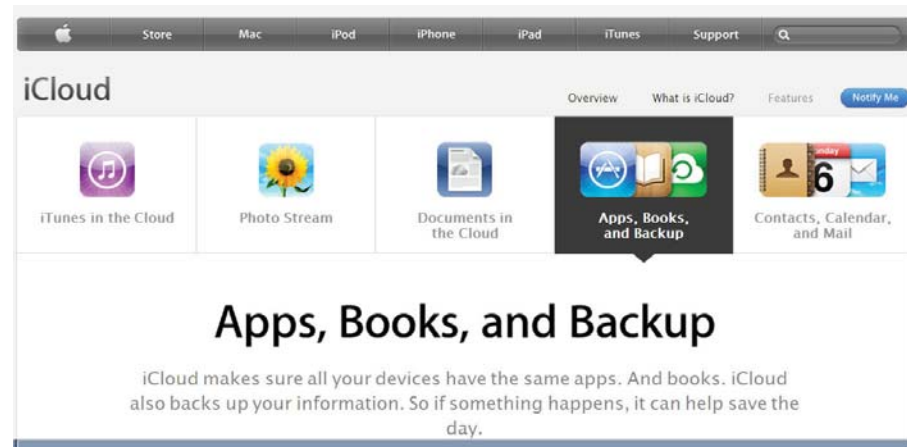 Store Mac iPod iPhone iPad iTunes Support
iCloud
Overview What is iCloud? Features Notify Me
iTunes in the Cloud
Photo Stream
Documents in
the Cloud
Apps, Books,
and Backup
unday
6
Contacts, Calendar,
and Mail
Apps, Books, and Backup
iCloud makes sure all your devices have the same apps. And books. iCloud
also backs up your information. So if something happens, it can help save the
day.